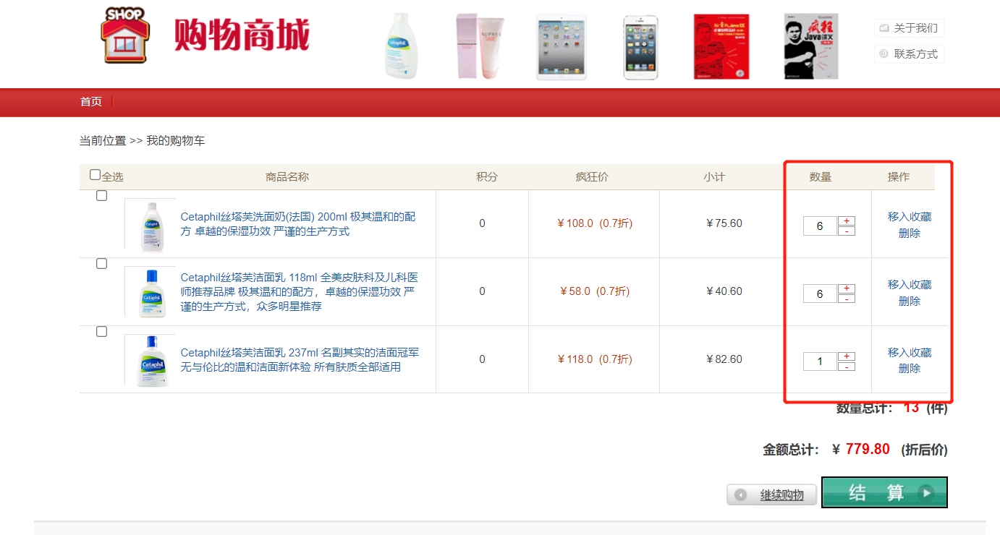 SHOP
购物商城
关于我们
联系方式
首页
当前位置 >> 我的购物车
全选 商品名称 积分 疯狂价 小计 数量 操作
Cetaphil丝塔芙洗面奶(法国) 200ml 极其温和的配
方 卓越的保湿功效 严谨的生产方式
0 ￥108.0 (0.7折) ￥75.60 6 + - 移入收藏
删除
Cetaphil丝塔芙洁面乳 118ml 全美皮肤科及儿科医
师推荐品牌 极其温和的配方，卓越的保湿功效 严
谨的生产方式，众多明星推荐
0 ￥58.0 (0.7折) ￥40.60 6 + - 移入收藏
删除
Cetaphil丝塔芙洁面乳 237ml 名副其实的洁面冠军
无与伦比的温和洁面新体验 所有肤质全部适用
0 ￥118.0 (0.7折) ￥82.60 1 + - 移入收藏
删除
数量总计： 13 (件)
金额总计： ￥ 779.80 (折后价)
继续购物 结 算